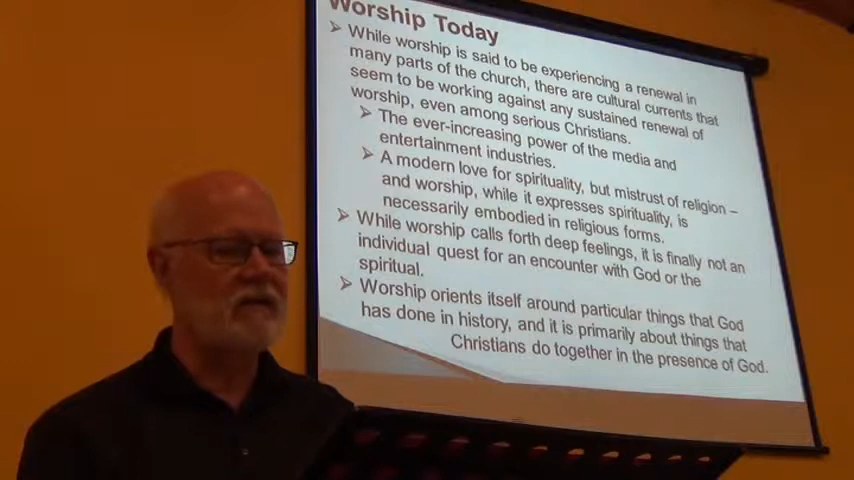 Worship Today
➢ While worship is said to be experiencing a renewal in
many parts of the church, there are cultural currents that
seem to be working against any sustained renewal of
worship, even among serious Christians.
➢ The ever-increasing power of the media and
entertainment industries.
➢ A modern love for spirituality, but mistrust of religion –
and worship, while it expresses spirituality, is
necessarily embodied in religious forms.
➢ While worship calls forth deep feelings, it is finally not an
individual quest for an encounter with God or the
spiritual.
➢ Worship orients itself around particular things that God
has done in history, and it is primarily about things that
Christians do together in the presence of God.